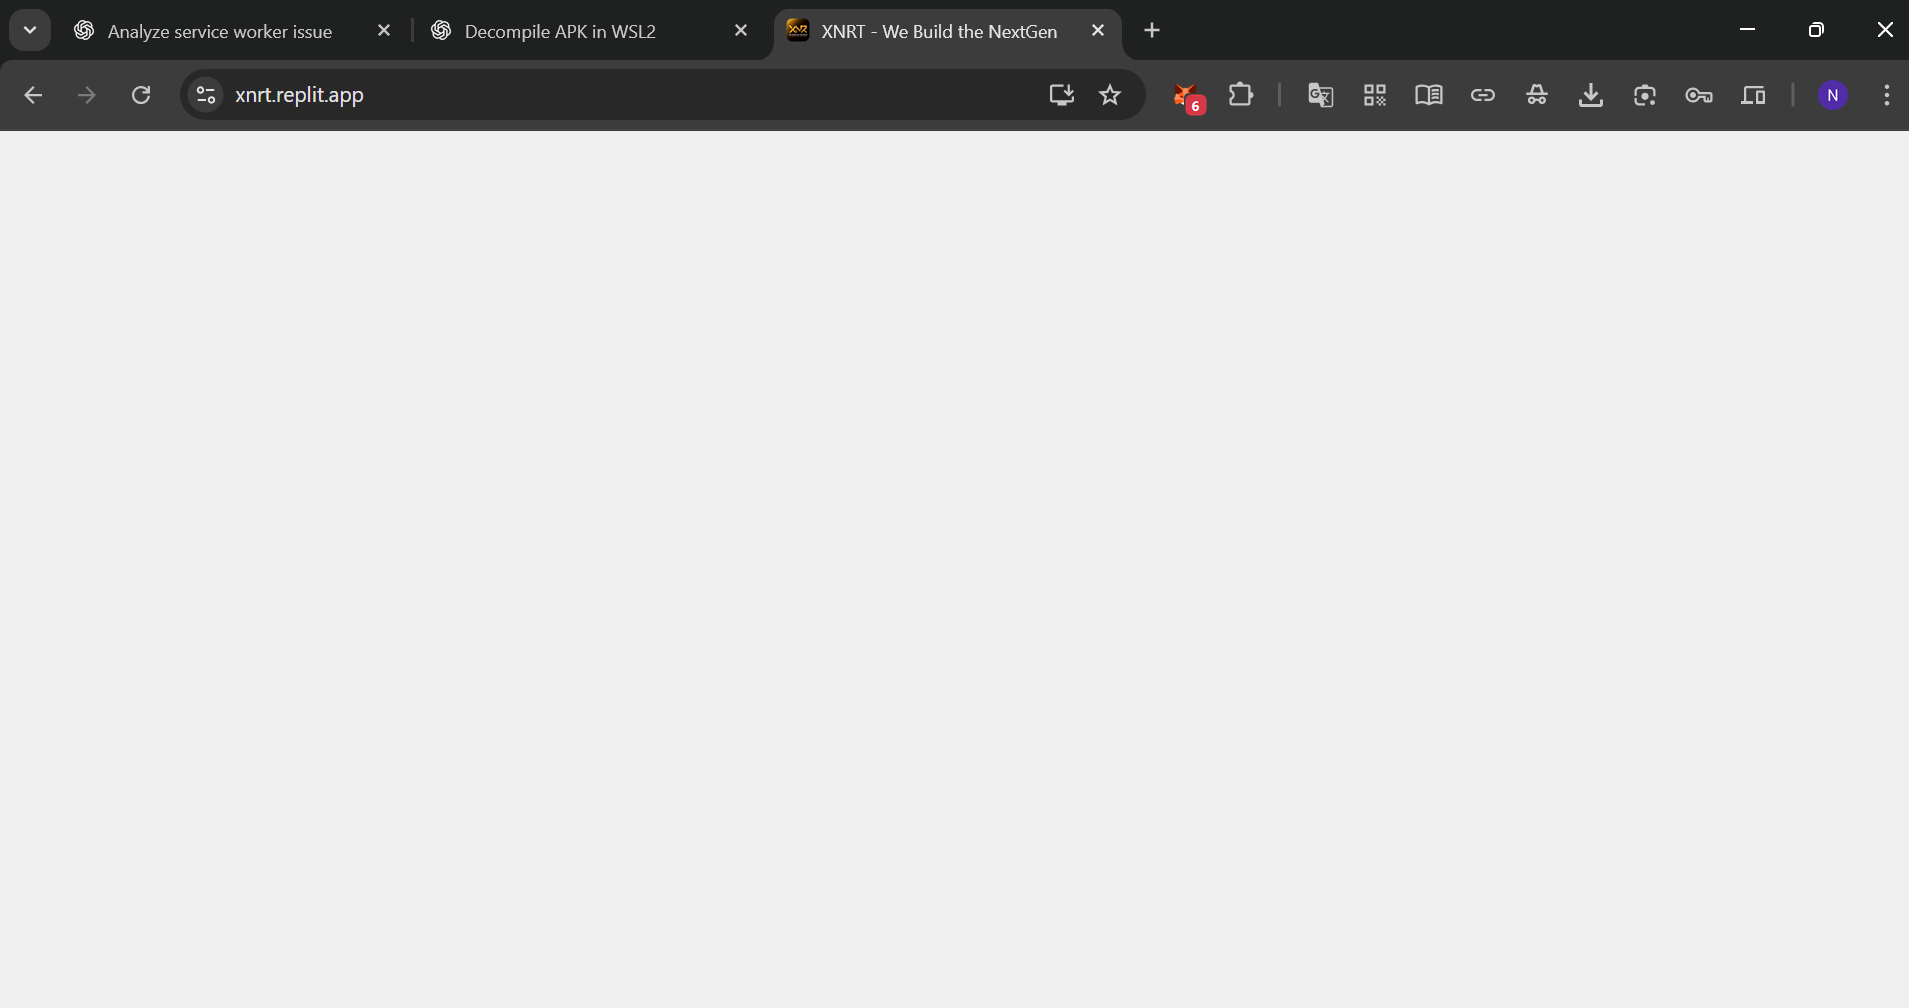 Analyze service worker issue
Decompile APK in WSL2
XNRT - We Build the NextGen
xnrt.replit.app
6
N